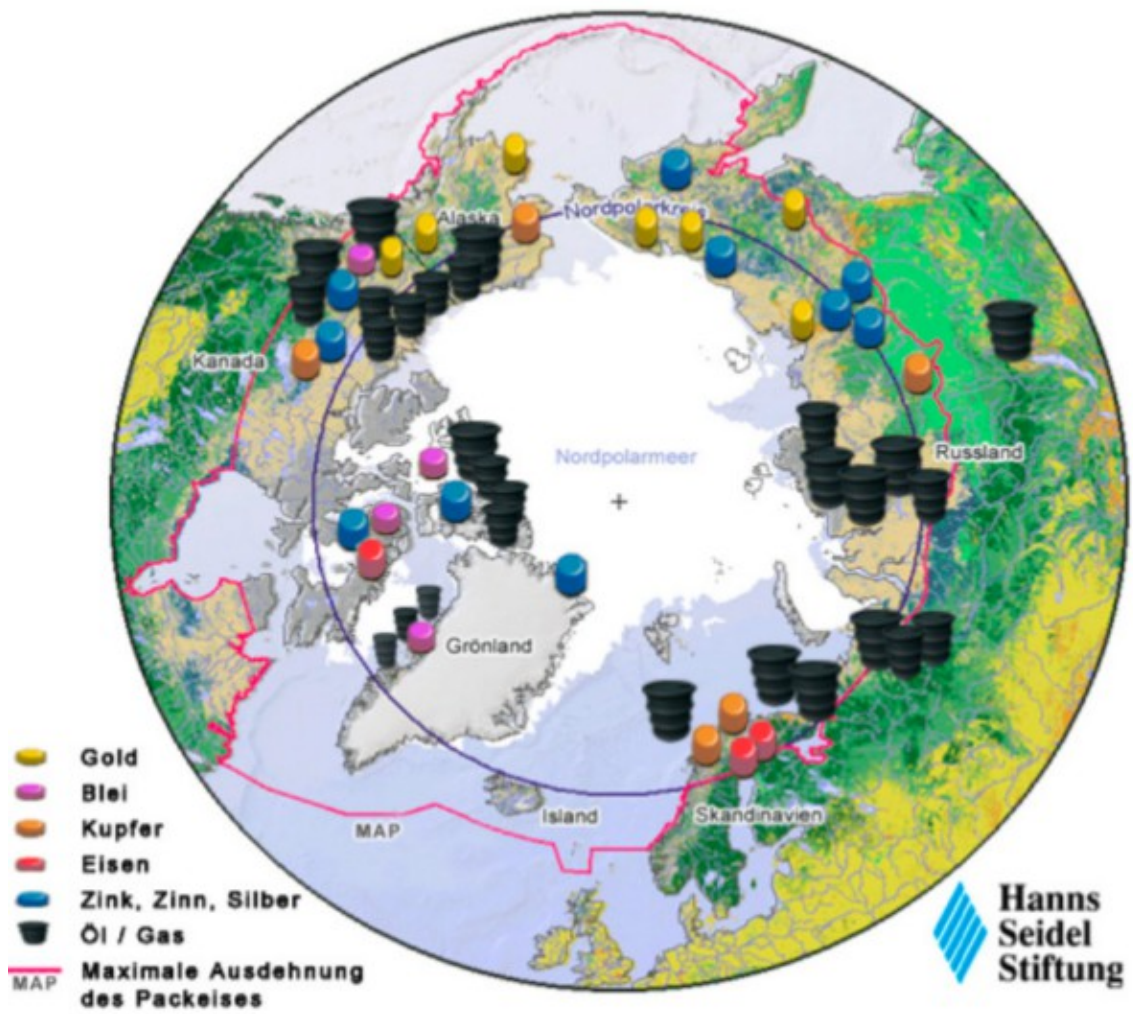 Alaska
Nordpolarkreis
Kanada
Nordpolarmeer
Russland
Grönland
Island
Skandinavien
MAP
Gold
Blei
Kupfer
Eisen
Zink, Zinn, Silber
Öl / Gas
MAP
Maximale Ausdehnung
des Packeises
Hanns
Seidel
Stiftung